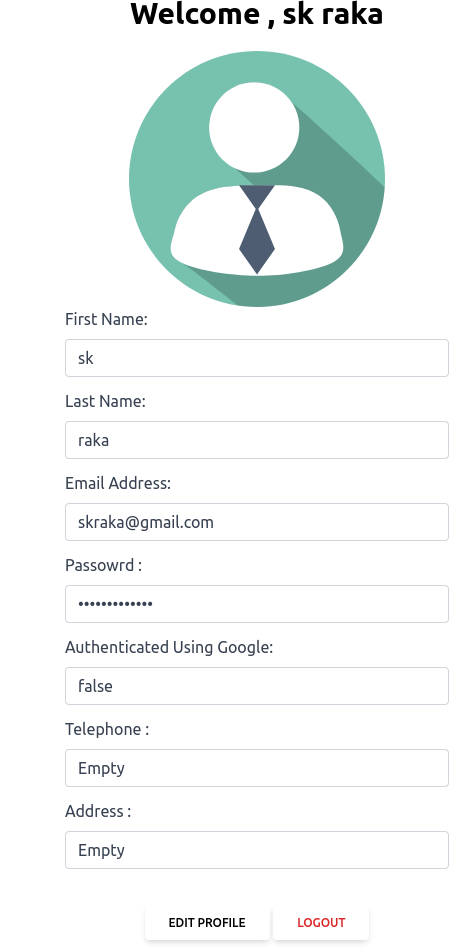 Welcome , sk raka
First Name:
sk
Last Name:
raka
Email Address:
skraka@gmail.com
Passowrd :
•••••••••••••
Authenticated Using Google:
false
Telephone :
Empty
Address :
Empty
EDIT PROFILE
LOGOUT